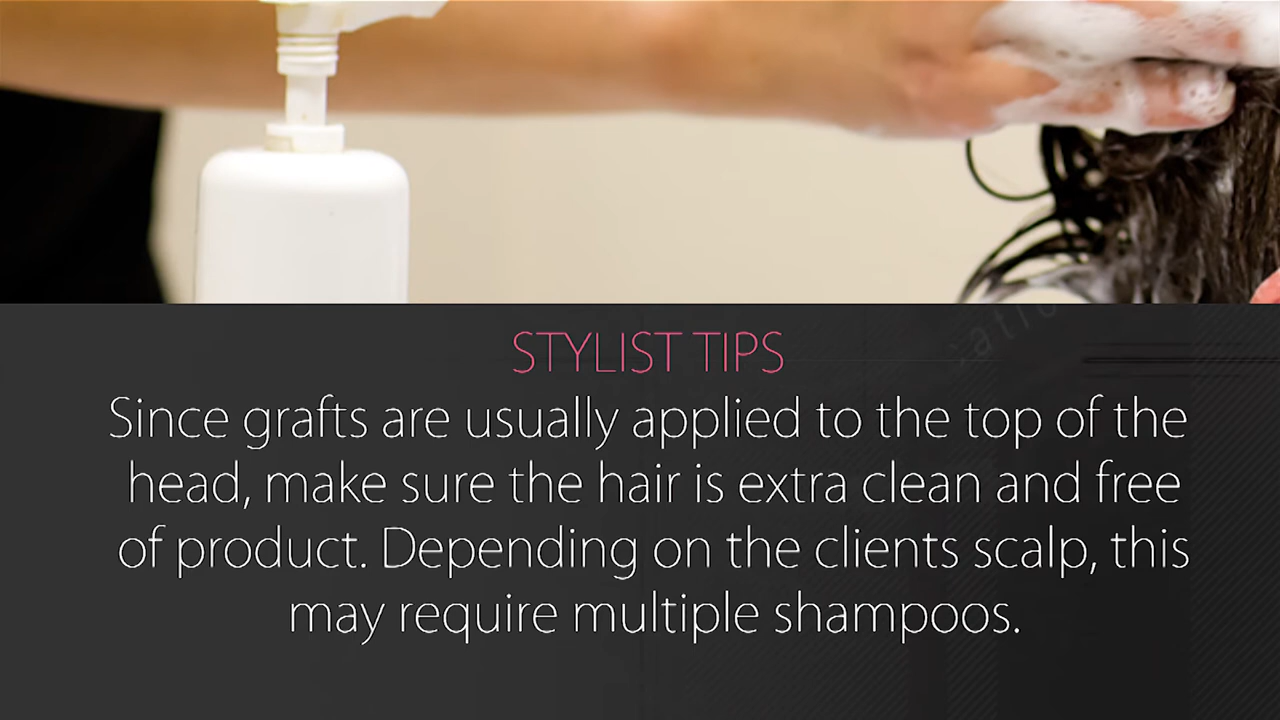 STYLIST TIPS
Since grafts are usually applied to the top of the
head, make sure the hair is extra clean and free
of product. Depending on the clients scalp, this
may require multiple shampoos.